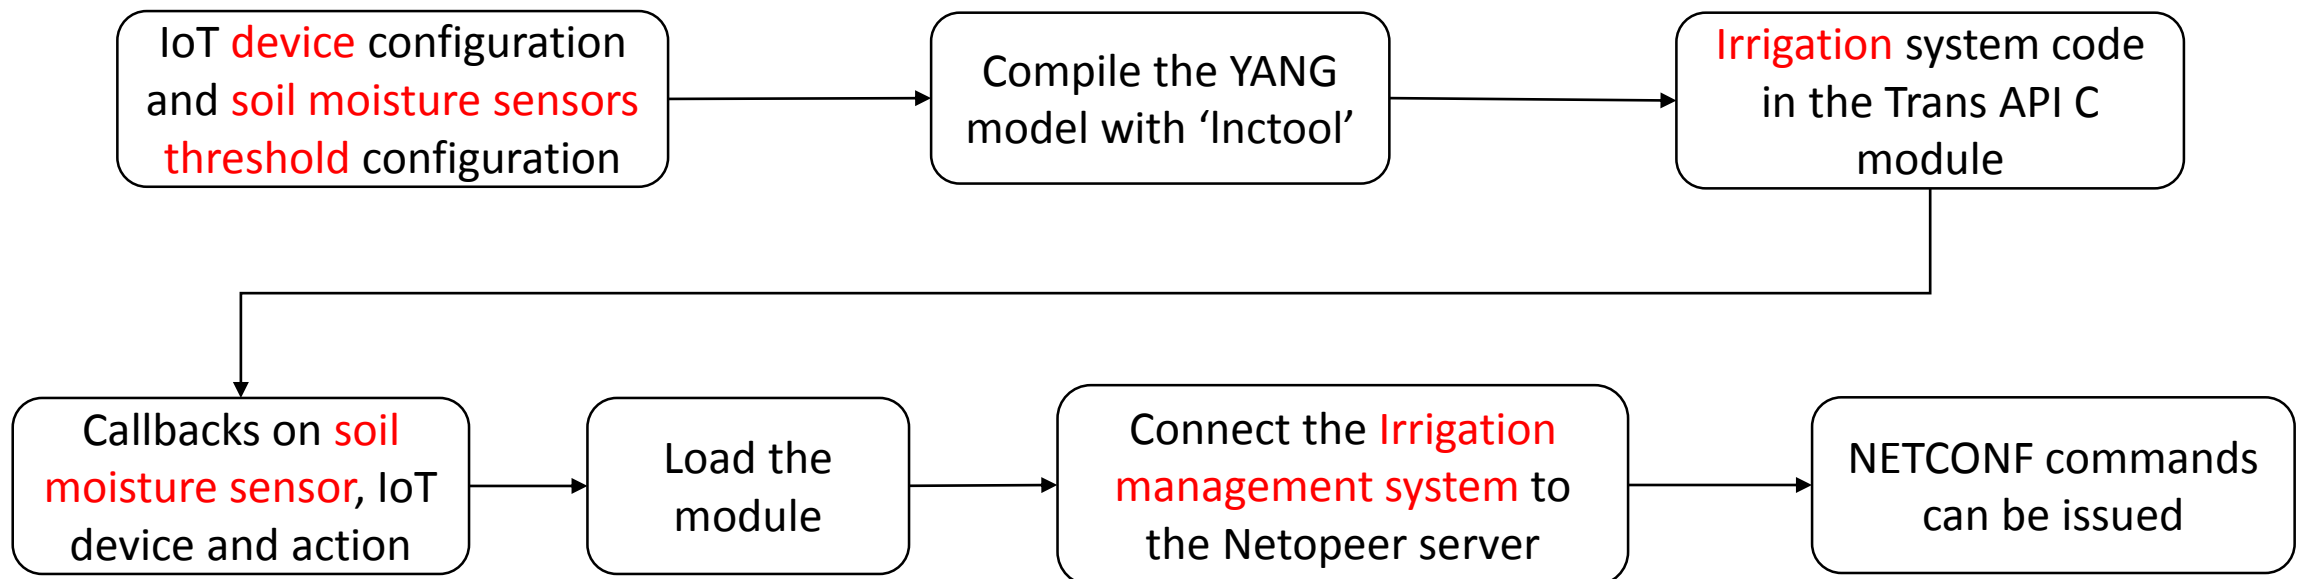 IoT device configuration
and soil moisture sensors
threshold configuration
Compile the YANG
model with ‘lnctool’
Irrigation system code
in the Trans API C
module
Callbacks on soil
moisture sensor, IoT
device and action
Load the
module
Connect the Irrigation
management system to
the Netopeer server
NETCONF commands
can be issued